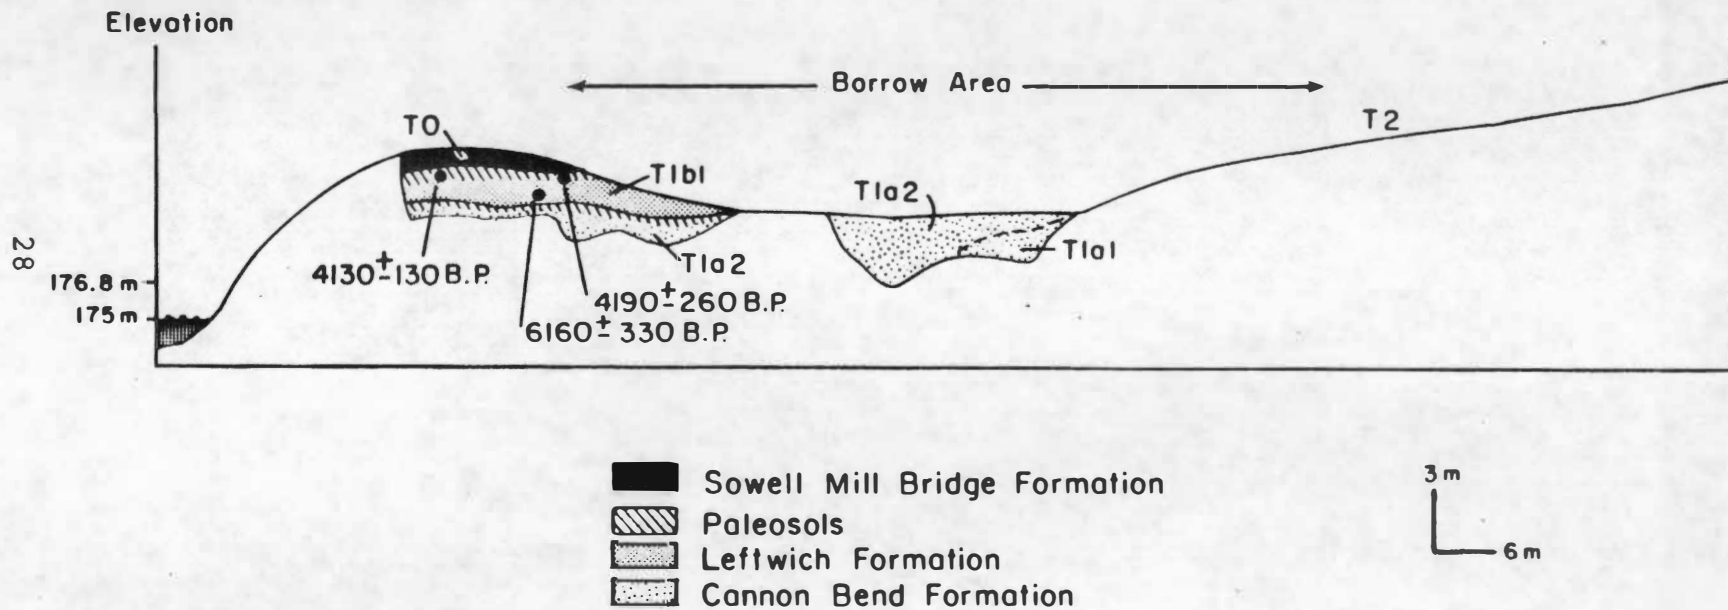 Elevation
Borrow Area
T2
T0
T1b1
T1a2
28
T1a2
T1a1
176.8 m
4130±130 B.P.
4190±260 B.P.
175 m
6160±330 B.P.
Sowell Mill Bridge Formation
3 m
Paleosols
6 m
Leftwich Formation
Cannon Bend Formation